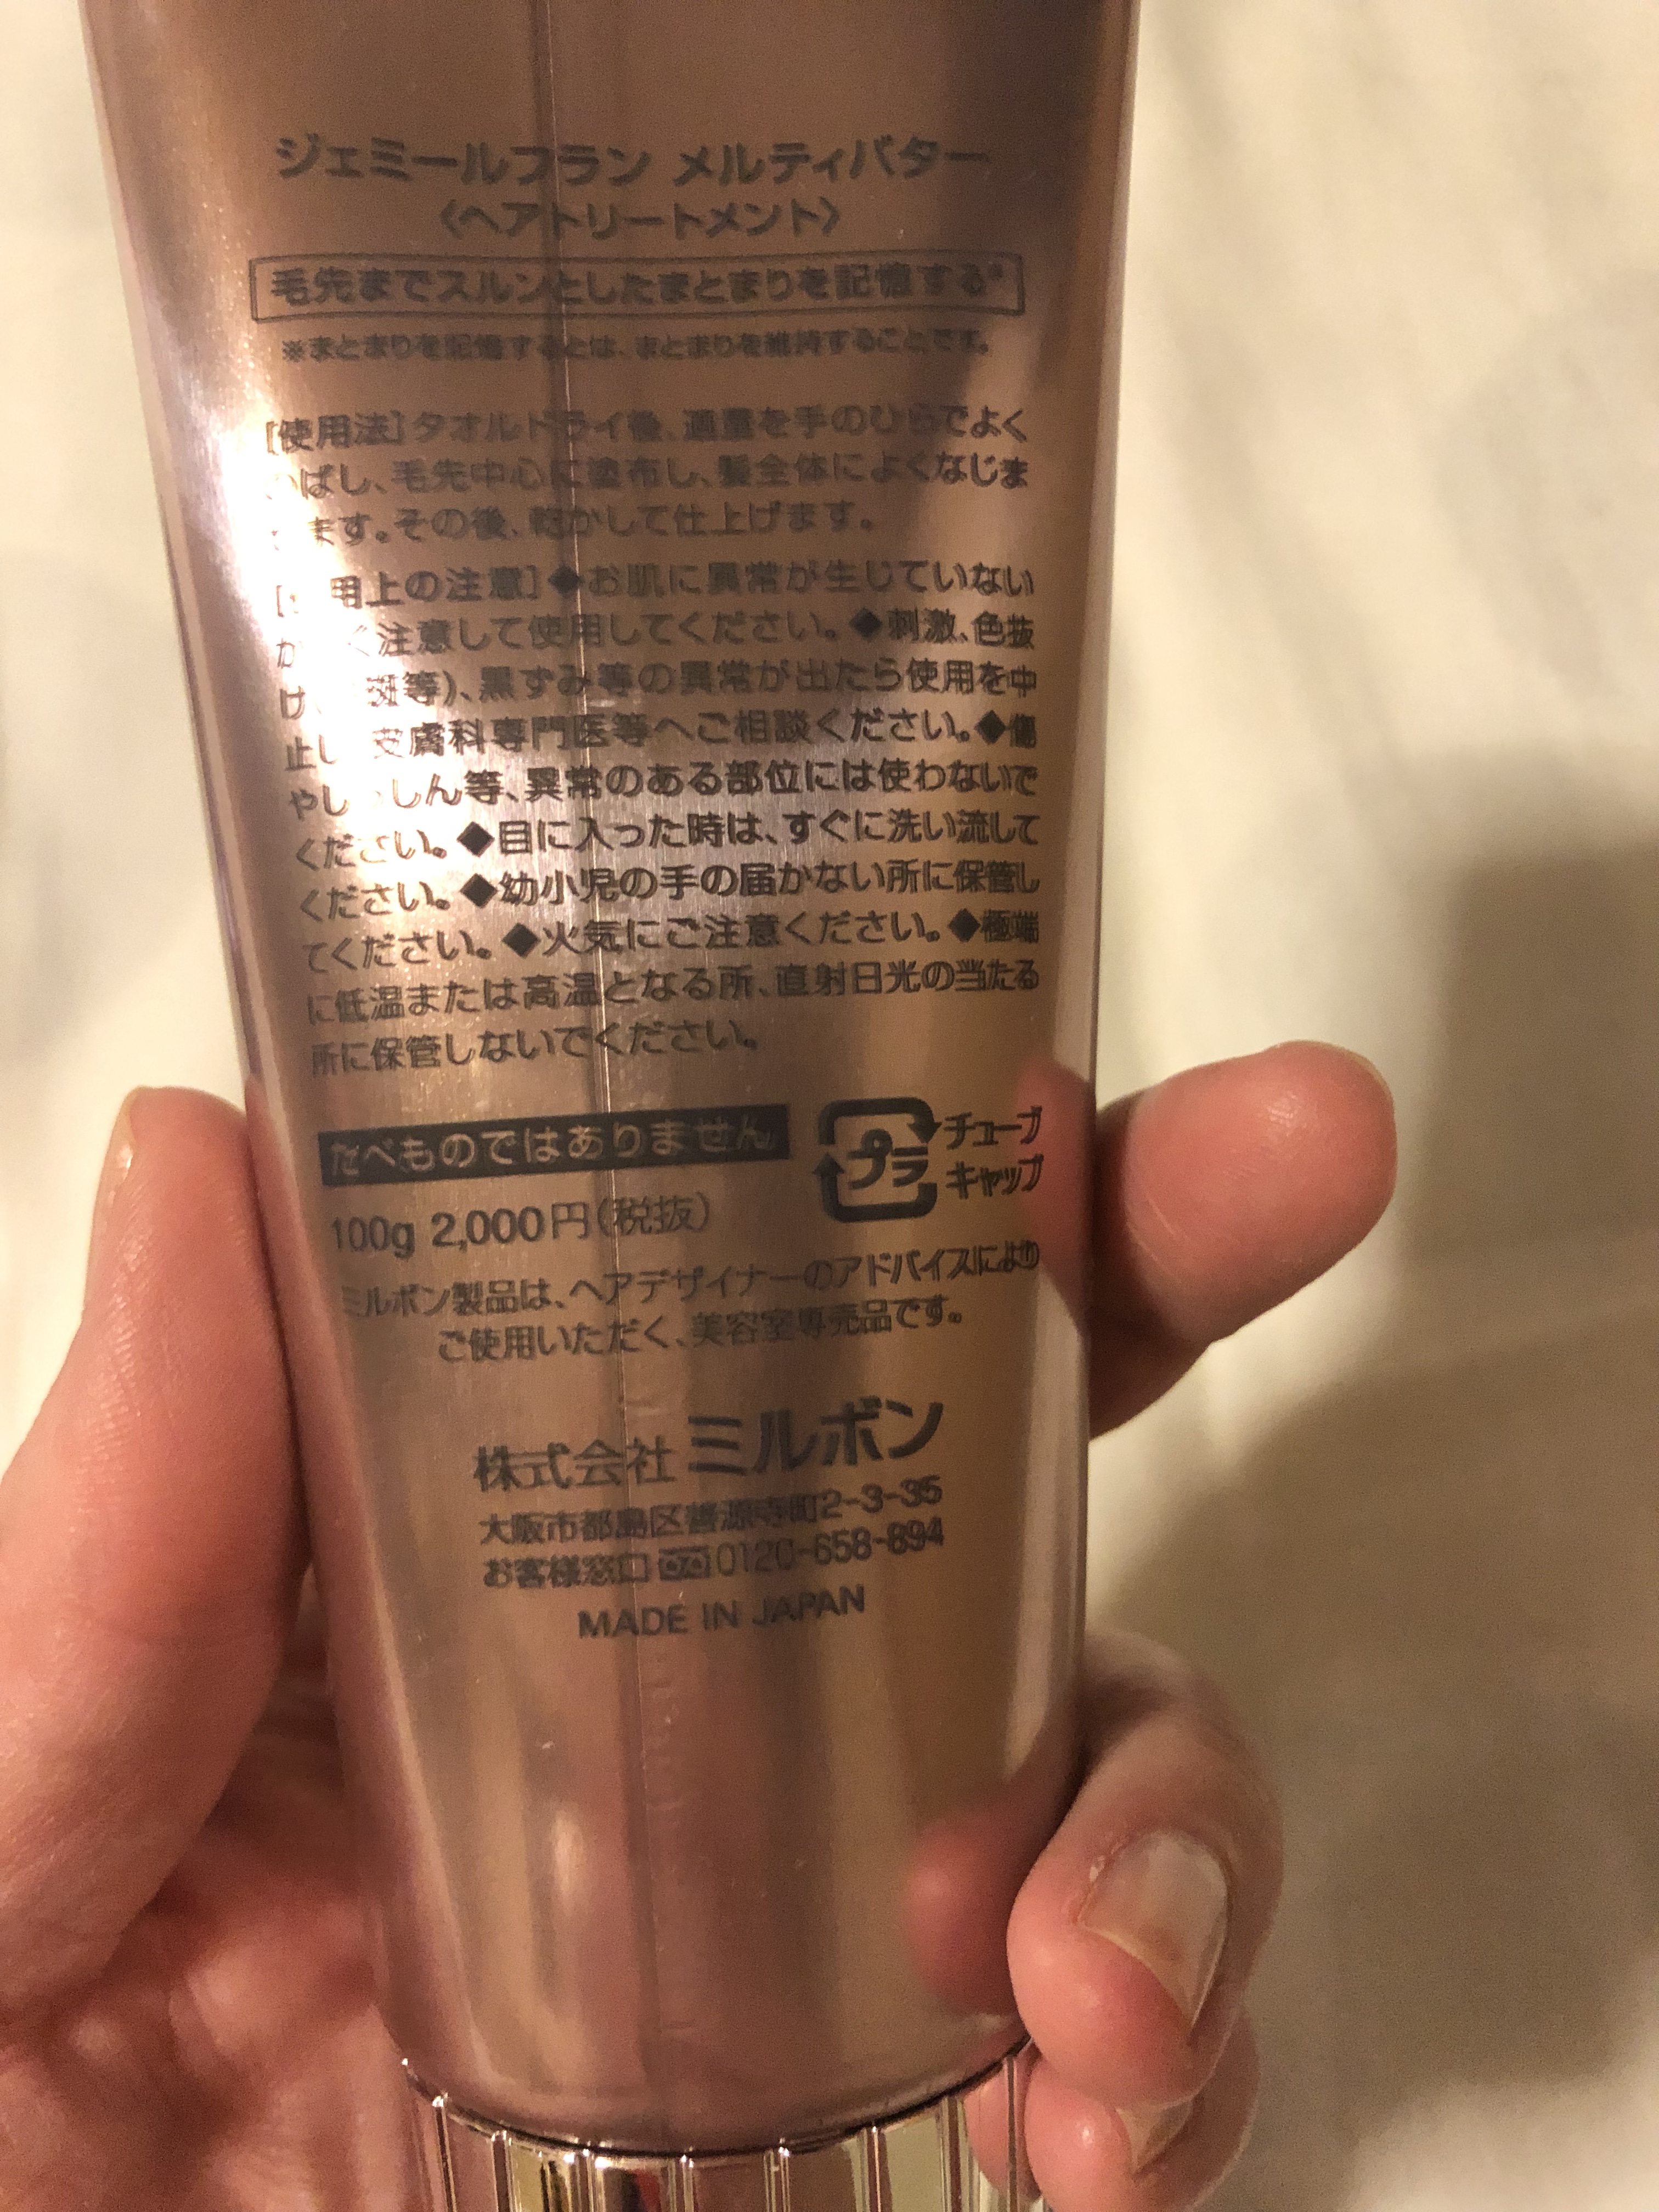 ジェミールフラン メルティバター
〈ヘアトリートメント〉
毛先までスルンとしたまとまりを記憶する※
※まとまりを記憶するとは、まとまりを維持することです。
[使用法]タオルドライ後、適量を手のひらでよく
のばし、毛先中心に塗布し、髪全体によくなじま
せます。その後、乾かして仕上げます。
用上の注意]◆お肌に異常が生じていない
か よく注意して使用してください。◆刺激、色抜
け 斑等)、黒ずみ等の異常が出たら使用を中
止し 皮膚科専門医等へご相談ください。◆傷
やし しん等、異常のある部位には使わないで
ください。◆目に入った時は、すぐに洗い流して
ください。◆幼小児の手の届かない所に保管し
てください。◆火気にご注意ください。◆極端
に低温または高温となる所、直射日光の当たる
所に保管しないでください。
たべものではありません
プラ
チューブ
キャップ
100g 2,000円(税抜)
ミルボン製品は、ヘアデザイナーのアドバイスにより
ご使用いただく、美容室専売品です。
株式会社 ミルボン
大阪市都島区善源寺町2-3-35
お客様窓口 0120-658-894
MADE IN JAPAN